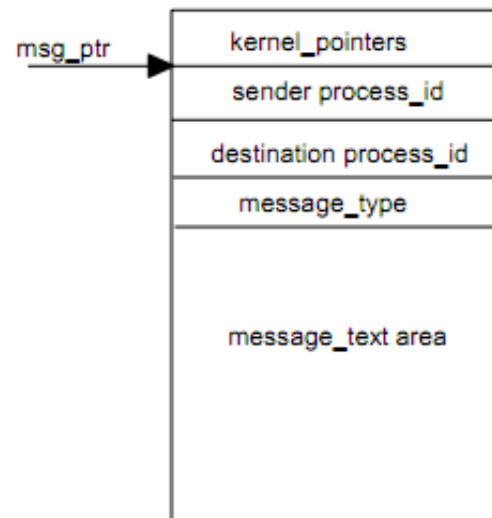 kernel_pointers
msg_ptr
sender process_id
destination process_id
message_type
message_text area